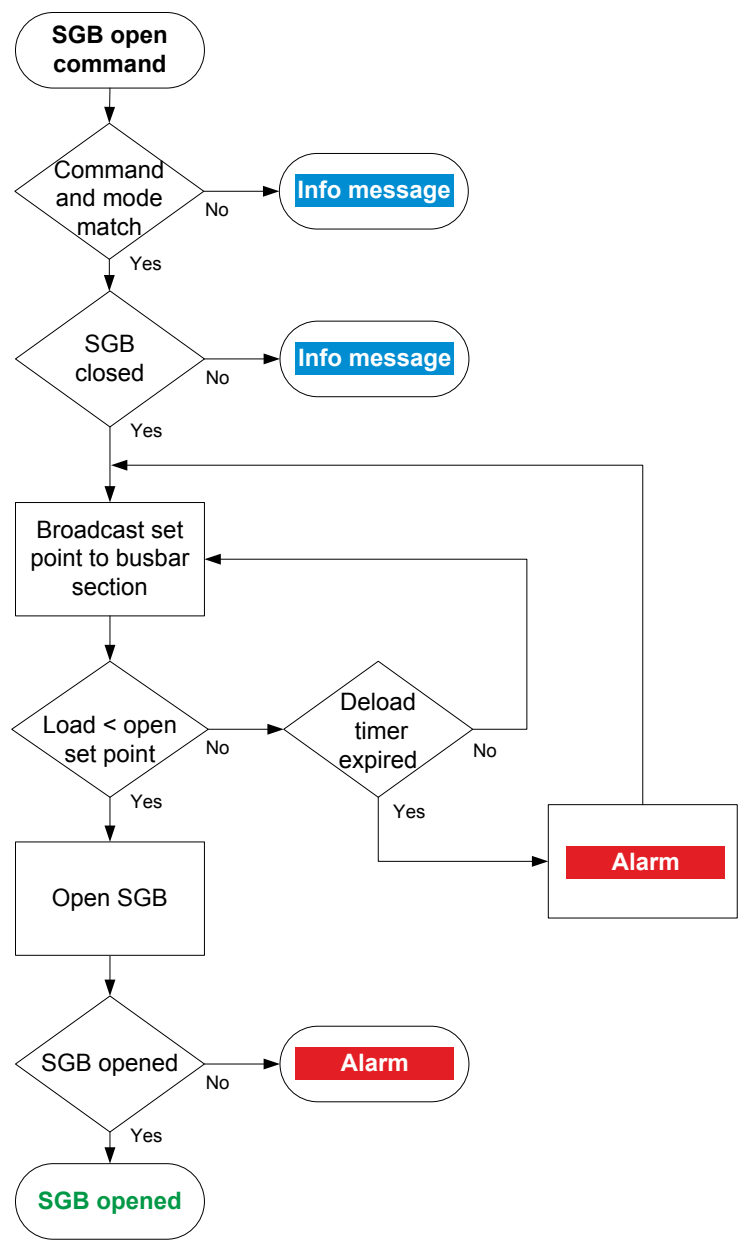 SGB open
command
Command
and mode
match
No
Info message
Yes
SGB
closed
No
Info message
Yes
Broadcast set
point to busbar
section
Load < open
set point
No
Deload
timer
expired
No
Yes
Yes
Alarm
Open SGB
SGB opened
No
Alarm
Yes
SGB opened